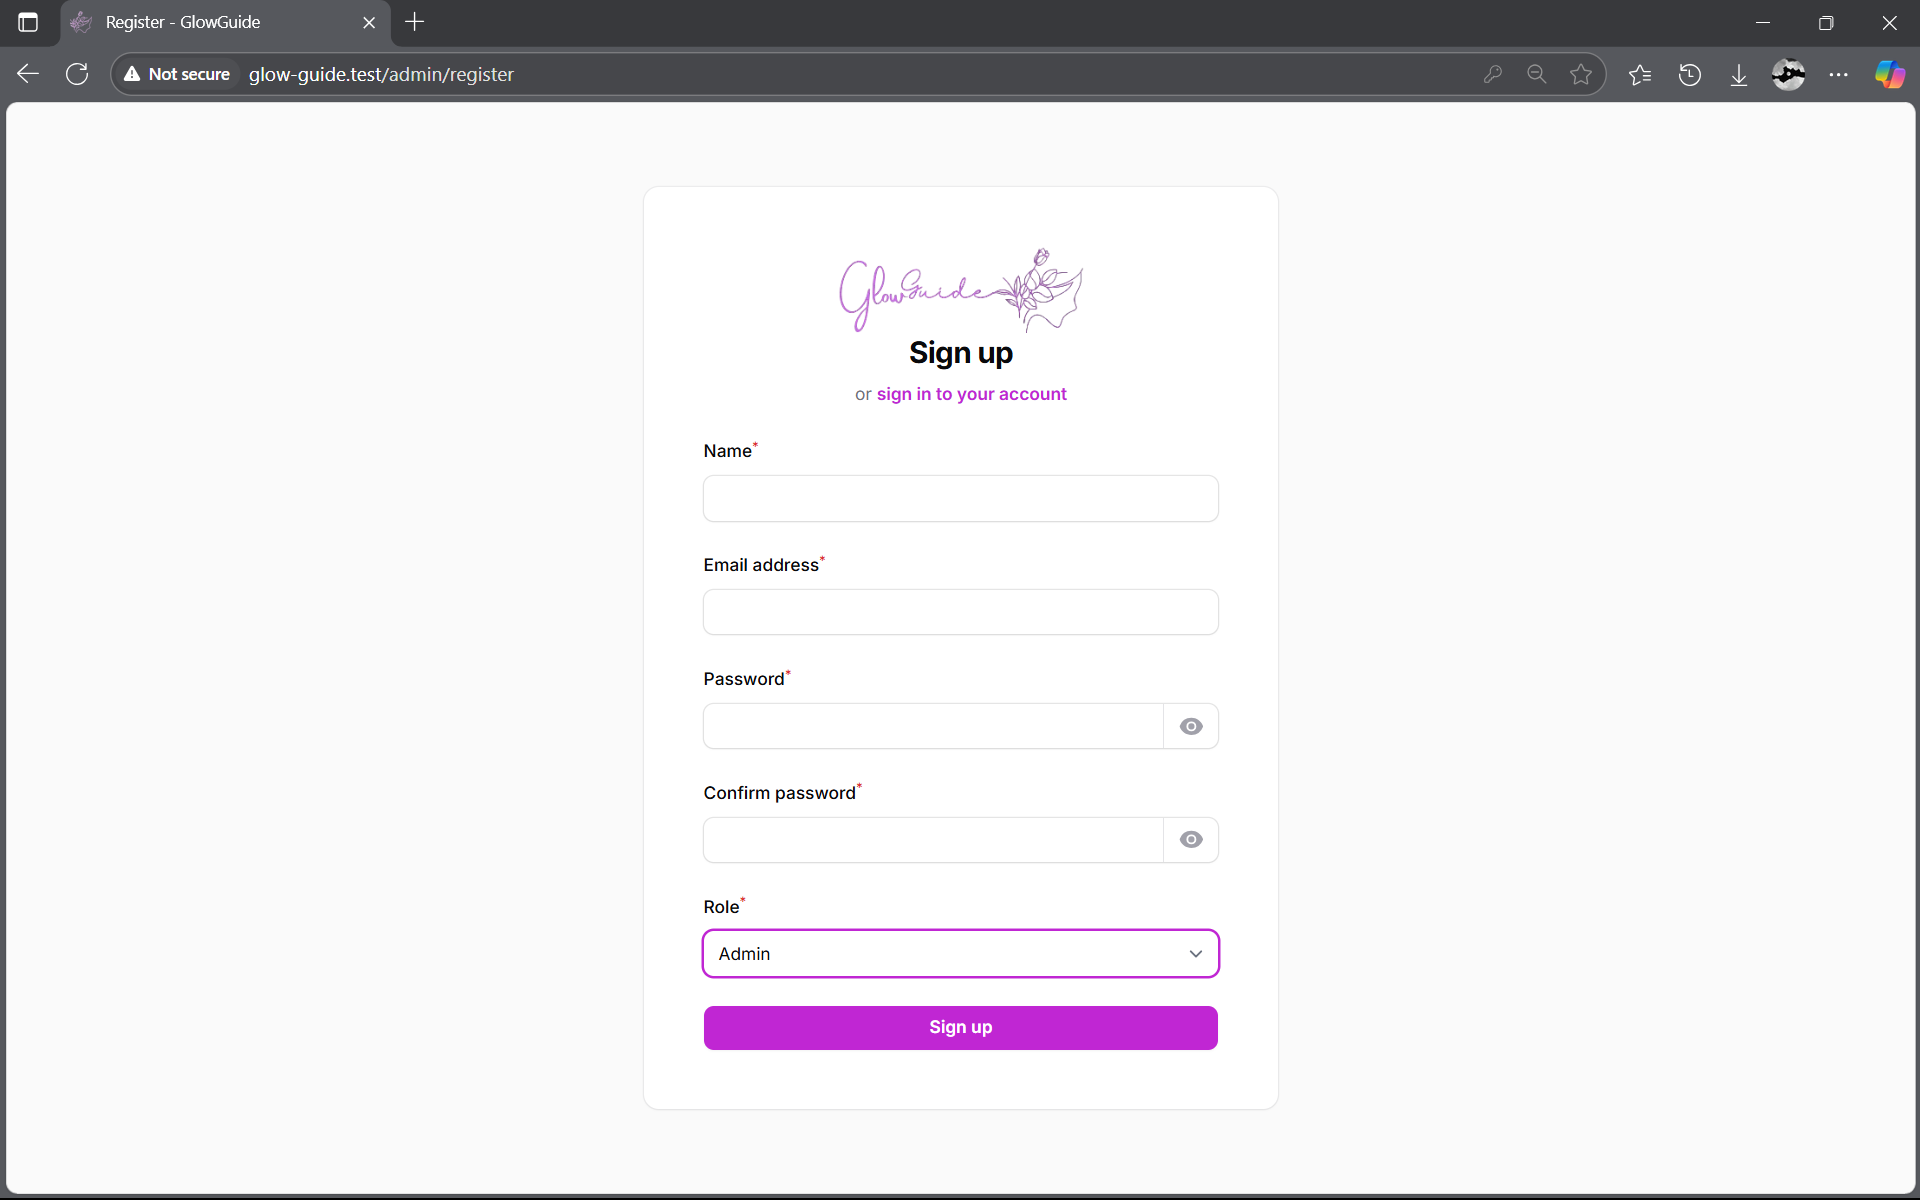 Register - GlowGuide
Not secure glow-guide.test/admin/register
GlowGuide
Sign up
or sign in to your account
Name*
Email address*
Password*
Confirm password*
Role*
Admin
Sign up